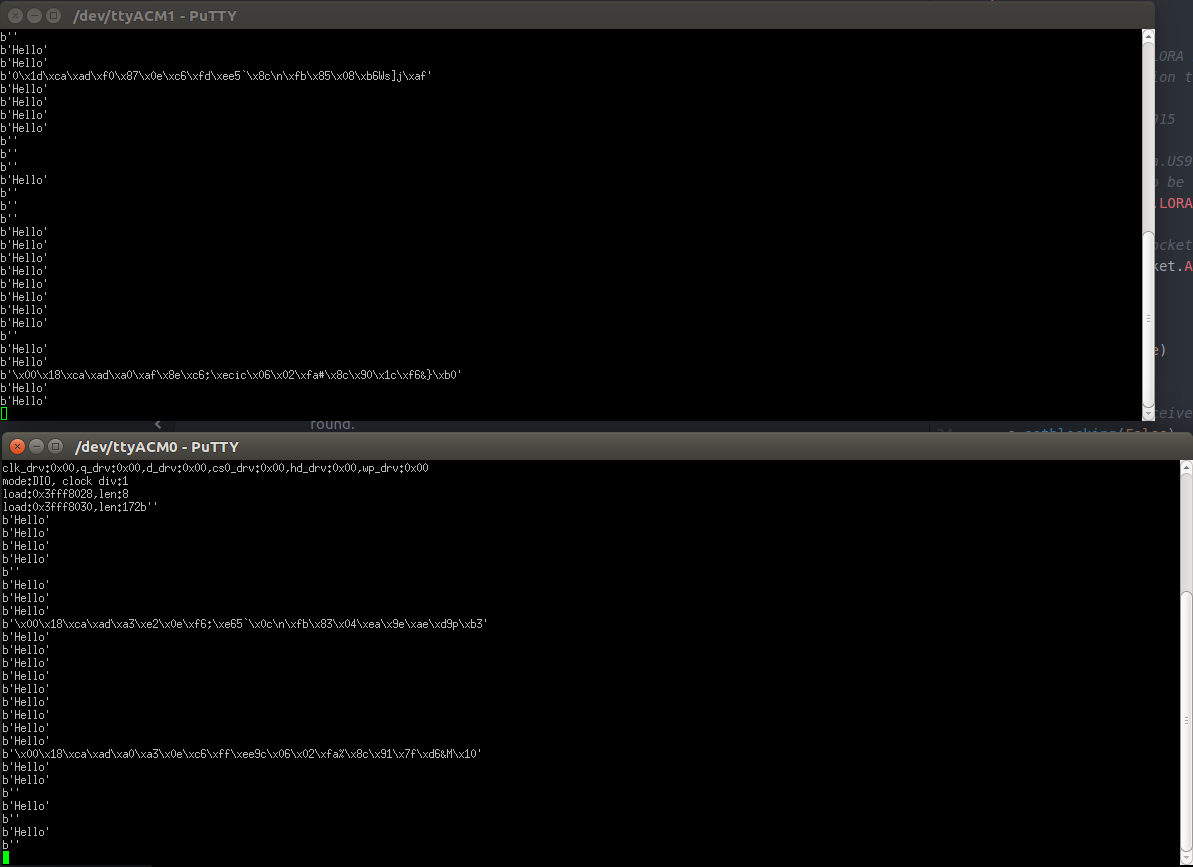 /dev/ttyACM1 - PuTTY
b''
b'Hello'
b'Hello'
b'0\x1d\xca\xad\xf0\x87\x0e\xc6\xfd\xee5`\x8c\n\xfb\x85\x08\xb6Ws]j\xaf'
b'Hello'
b'Hello'
b'Hello'
b'Hello'
b''
b''
b''
b'Hello'
b''
b''
b''
b'Hello'
b'Hello'
b'Hello'
b'Hello'
b'Hello'
b'Hello'
b'Hello'
b'Hello'
b''
b'Hello'
b'Hello'
b'\x00\x18\xca\xad\xa0\xaf\x8e\xc6;\xecic\x06\x02\xfa#\x8c\x90\x1c\xf6&}\xb0'
b'Hello'
b'Hello'
LORA
ion t
915
a.US9
o be
.LORA
ocket
ket.A
e)
ceive
round.
/dev/ttyACM0 - PuTTY
clk_drv:0x00,q_drv:0x00,d_drv:0x00,cs0_drv:0x00,hd_drv:0x00,wp_drv:0x00
mode:DIO, clock div:1
load:0x3fff8028,len:8
load:0x3fff8030,len:172b''
b'Hello'
b'Hello'
b'Hello'
b'Hello'
b''
b'Hello'
b'Hello'
b'Hello'
b'\x00\x18\xca\xad\xa3\xe2\x0e\xf6;\xe65`\x0c\n\xfb\x83\x04\xea\x9e\xae\xd9p\xb3'
b'Hello'
b'Hello'
b'Hello'
b'Hello'
b'Hello'
b'Hello'
b'Hello'
b'Hello'
b'Hello'
b'\x00\x18\xca\xad\xa0\xa3\x0e\xc6\xff\xee9c\x06\x02\xfa%\x8c\x91\x7f\xd6&M\x10'
b'Hello'
b'Hello'
b''
b'Hello'
b''
b'Hello'
b''